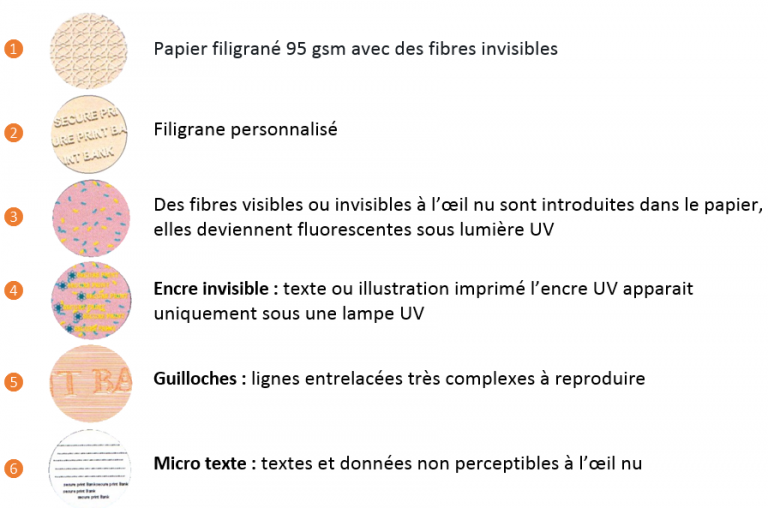 1
Papier filigrané 95 gsm avec des fibres invisibles
SECURE PRI
URE PRINT BA
INT BANK
2
Filigrane personnalisé
3
Des fibres visibles ou invisibles à l’œil nu sont introduites dans le papier,
elles deviennent fluorescentes sous lumière UV
4
Encre invisible : texte ou illustration imprimé l’encre UV apparait
uniquement sous une lampe UV
5
NT BA
Guilloches : lignes entrelacées très complexes à reproduire
6
Micro texte : textes et données non perceptibles à l’œil nu
secure print Banksecure print Bank
secure print Bank
secure print Bank